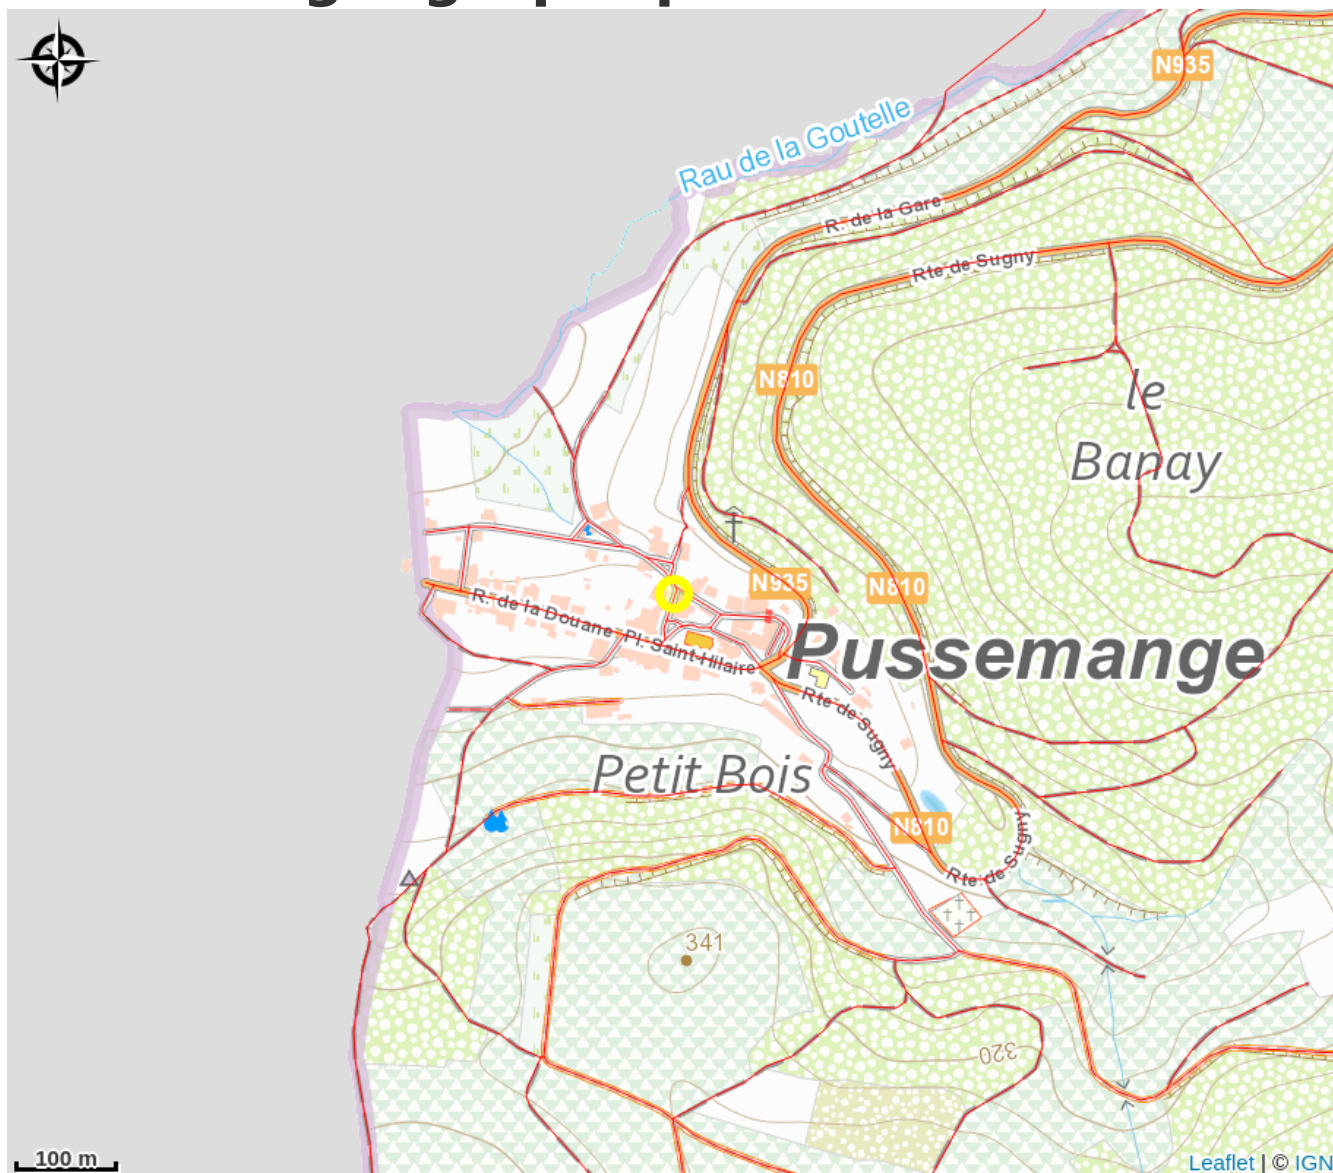 N935
Rau de la Goutelle
R. de la Gare
Rte de Sugny
N810
le
Banay
N935
N810
R. de la Douane
Pl. Saint-Hilaire
Pussemange
Rte de Sugny
Petit Bois
N810
Rte de Sugny
341
320
100 m
Leaflet | © IGN